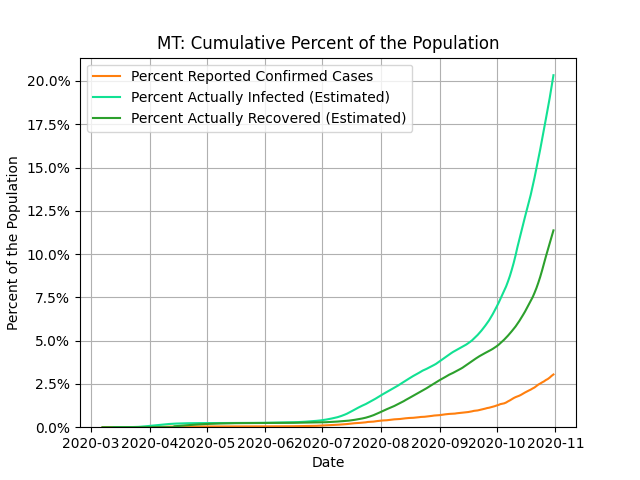 MT: Cumulative Percent of the Population
Percent Reported Confirmed Cases
Percent Actually Infected (Estimated)
Percent Actually Recovered (Estimated)
20.0%
17.5%
15.0%
12.5%
10.0%
7.5%
5.0%
2.5%
0.0%
Percent of the Population
2020-03 2020-04 2020-05 2020-06 2020-07 2020-08 2020-09 2020-10 2020-11
Date